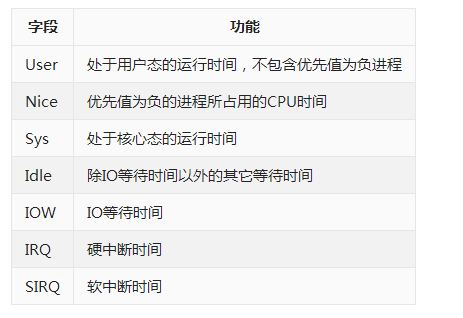 字段 功能
User 处于用户态的运行时间，不包含优先值为负进程
Nice 优先值为负的进程所占用的CPU时间
Sys 处于核心态的运行时间
Idle 除IO等待时间以外的其它等待时间
IOW IO等待时间
IRQ 硬中断时间
SIRQ 软中断时间